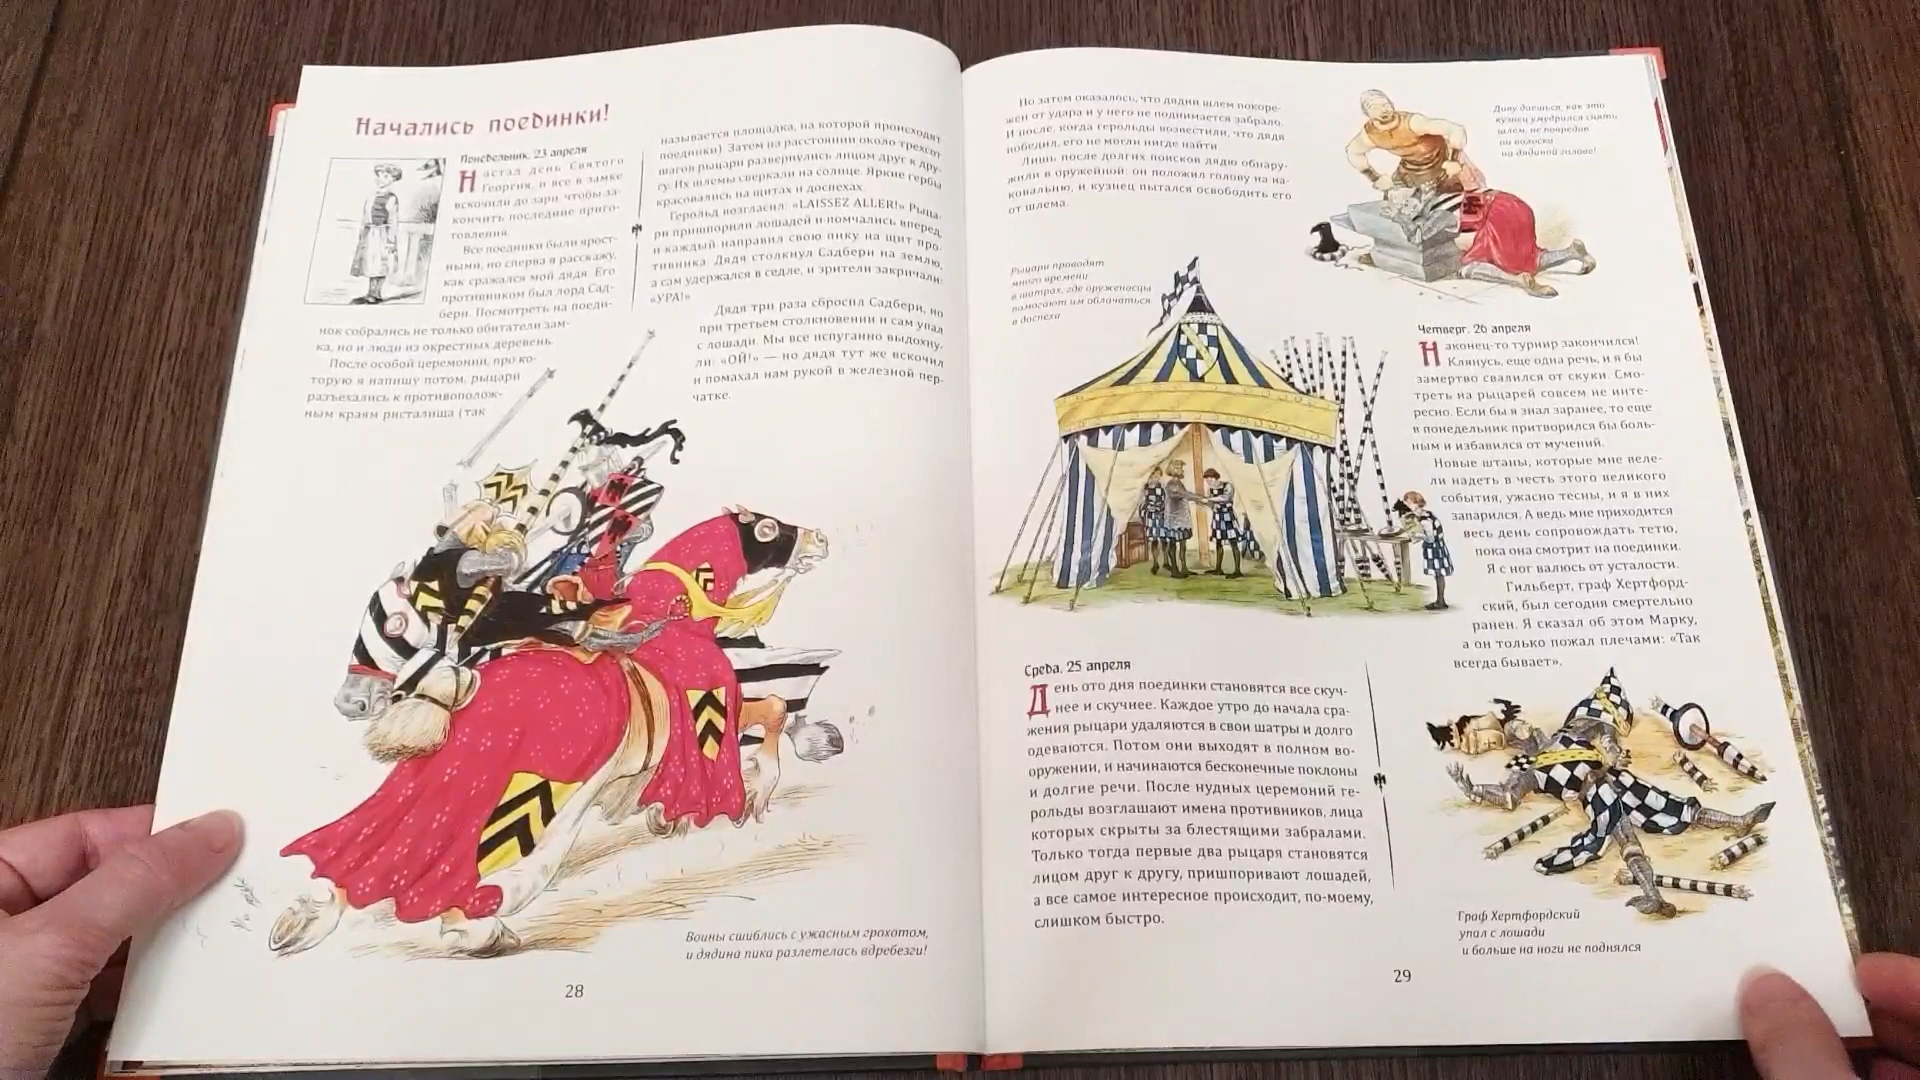 Начались поединки!
Понедельник, 23 апреля
Настал день Святого
Георгия, и все в замке
вскочили до зари, чтобы за-
кончить последние приго-
товления.
Все поединки были ярост-
ными, но сперва я расскажу,
как сражался мой дядя. Его
противником был лорд Сад-
бери. Посмотреть на поеди-
нок собрались не только обитатели зам-
ка, но и люди из окрестных деревень.
После особой церемонии, про ко-
торую я напишу потом, рыцари
разъехались к противополож-
ным краям ристалища (так
называется площадка, на которой происходят
поединки). Затем на расстоянии около трехсот
шагов рыцари развернулись лицом друг к дру-
гу. Их шлемы сверкали на солнце. Яркие гербы
красовались на щитах и доспехах.
Герольд возгласил: «LAISSEZ ALLER!» Рыца-
ри пришпорили лошадей и помчались вперед,
и каждый направил свою пику на щит про-
тивника. Дядя столкнул Садбери на землю,
а сам удержался в седле, и зрители закричали:
«УРА!»
Дядя три раза сбросил Садбери, но
при третьем столкновении и сам упал
с лошади. Мы все испуганно выдохну-
ли: «ОЙ!» — но дядя тут же вскочил
и помахал нам рукой в железной пер-
чатке.
Воины сшиблись с ужасным грохотом,
и дядина пика разлетелась вдребезги!
28
Но затем оказалось, что дядин шлем покоре-
жен от удара и у него не поднимается забрало.
И после, когда герольды возвестили, что дядя
победил, его не могли нигде найти.
Лишь после долгих поисков дядю обнару-
жили в оружейной: он положил голову на на-
ковальню, и кузнец пытался освободить его
от шлема.
Диву даешься, как это
кузнец умудрился снять
шлем, не повредив
ни волоска
на дядиной голове!
Рыцари проводят
много времени
в шатрах, где оруженосцы
помогают им облачаться
в доспехи
Среда, 25 апреля
День ото дня поединки становятся все скуч-
нее и скучнее. Каждое утро до начала сра-
жения рыцари удаляются в свои шатры и долго
одеваются. Потом они выходят в полном во-
оружении, и начинаются бесконечные поклоны
и долгие речи. После нудных церемоний ге-
рольды возглашают имена противников, лица
которых скрыты за блестящими забралами.
Только тогда первые два рыцаря становятся
лицом друг к другу, пришпоривают лошадей,
а все самое интересное происходит, по-моему,
слишком быстро.
Четверг, 26 апреля
Наконец-то турнир закончился!
Клянусь, еще одна речь, и я бы
замертво свалился от скуки. Смо-
треть на рыцарей совсем не инте-
ресно. Если бы я знал заранее, то еще
в понедельник притворился бы боль-
ным и избавился от мучений.
Новые штаны, которые мне веле-
ли надеть в честь этого великого
события, ужасно тесны, и я в них
запарился. А ведь мне приходится
весь день сопровождать тетю,
пока она смотрит на поединки.
Я с ног валюсь от усталости.
Гильберт, граф Хертфорд-
ский, был сегодня смертельно
ранен. Я сказал об этом Марку,
а он только пожал плечами: «Так
всегда бывает».
Граф Хертфордский
упал с лошади
и больше на ноги не поднялся
29